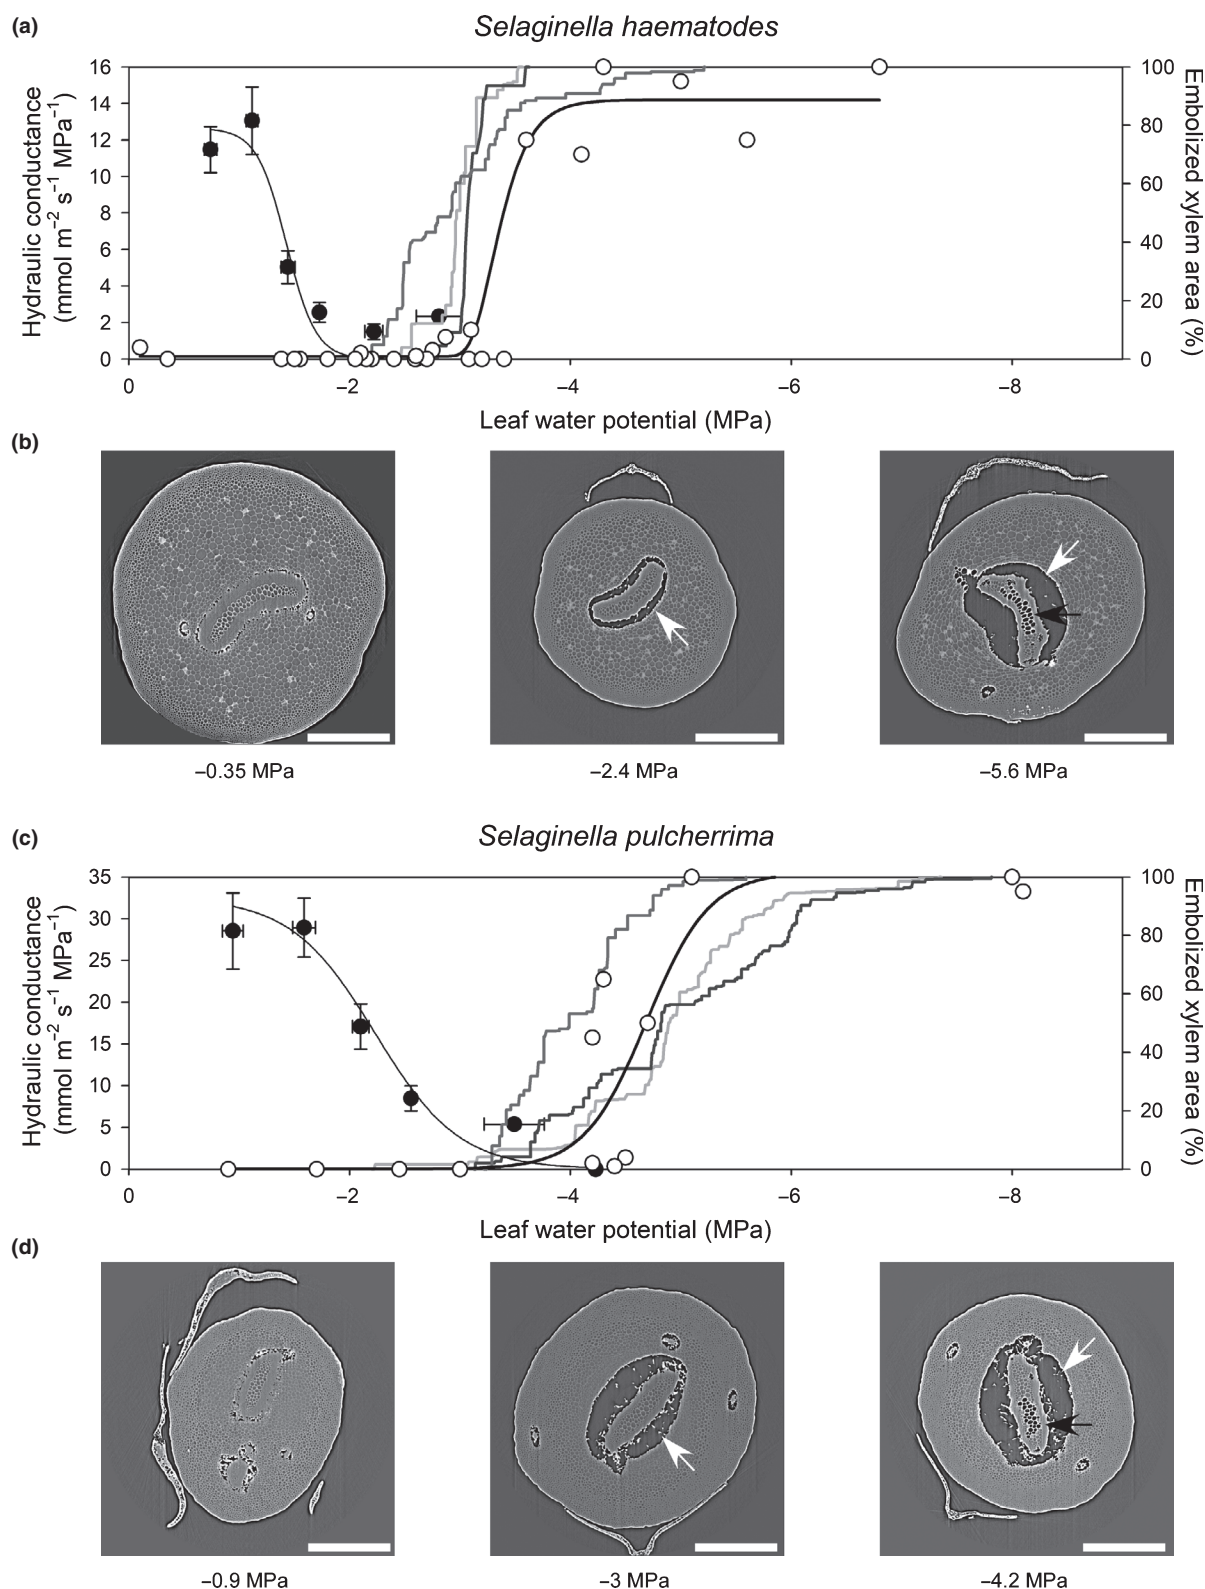 (a)
Selaginella haematodes
Hydraulic conductance
(mmol m−2 s−1 MPa−1)
16
14
12
10
8
6
4
2
0
100
80
60
40
20
0
Embolized xylem area (%)
0
−2
−4
−6
−8
Leaf water potential (MPa)
(b)
−0.35 MPa
−2.4 MPa
−5.6 MPa
(c)
Selaginella pulcherrima
Hydraulic conductance
(mmol m−2 s−1 MPa−1)
35
30
25
20
15
10
5
0
100
80
60
40
20
0
Embolized xylem area (%)
0
−2
−4
−6
−8
Leaf water potential (MPa)
(d)
−0.9 MPa
−3 MPa
−4.2 MPa